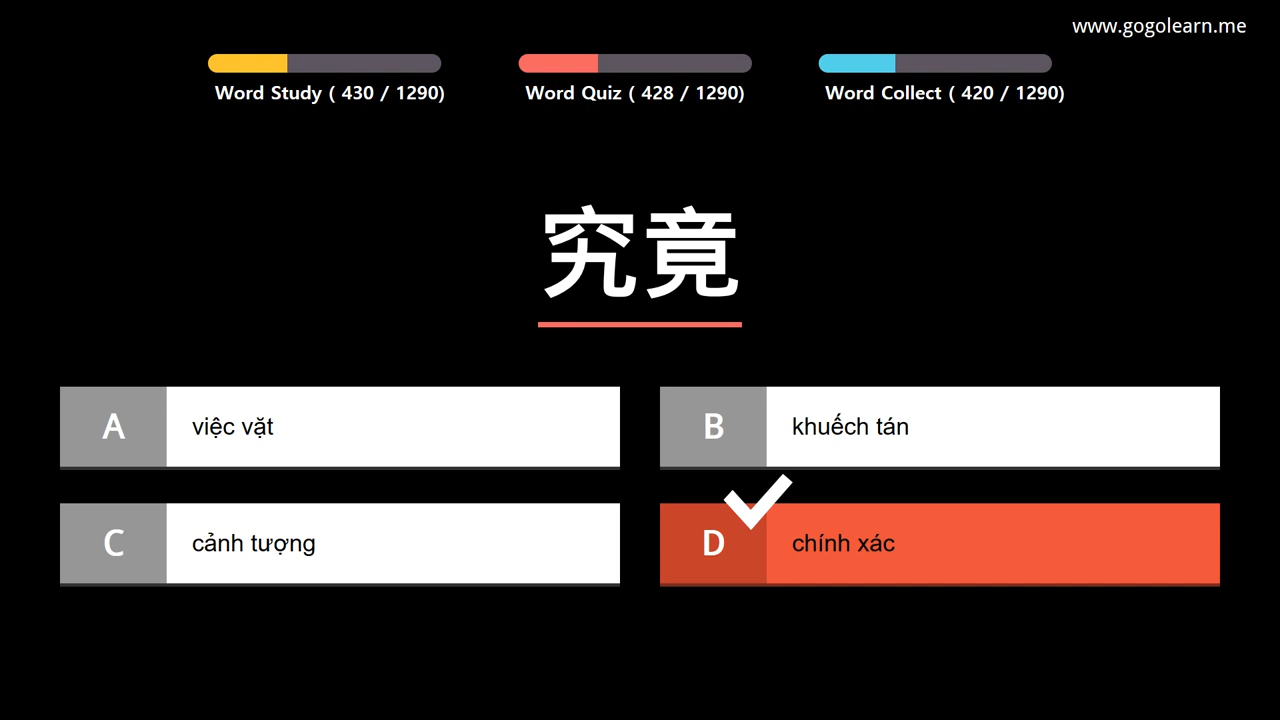 www.gogolearn.me
Word Study ( 430 / 1290)
Word Quiz ( 428 / 1290)
Word Collect ( 420 / 1290)
究竟
A việc vặt
B khuếch tán
C cảnh tượng
D chính xác